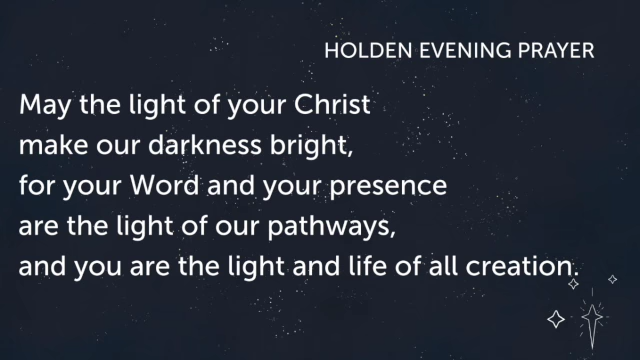 HOLDEN EVENING PRAYER
May the light of your Christ
make our darkness bright,
for your Word and your presence
are the light of our pathways,
and you are the light and life of all creation.